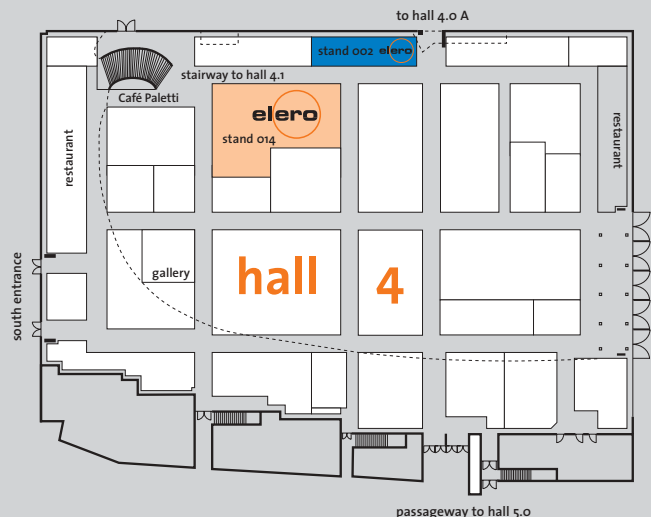 to hall 4.0 A
stand 002 elero
stairway to hall 4.1
Café Paletti
elero
stand 014
restaurant
restaurant
hall 4
gallery
south entrance
passageway to hall 5.0